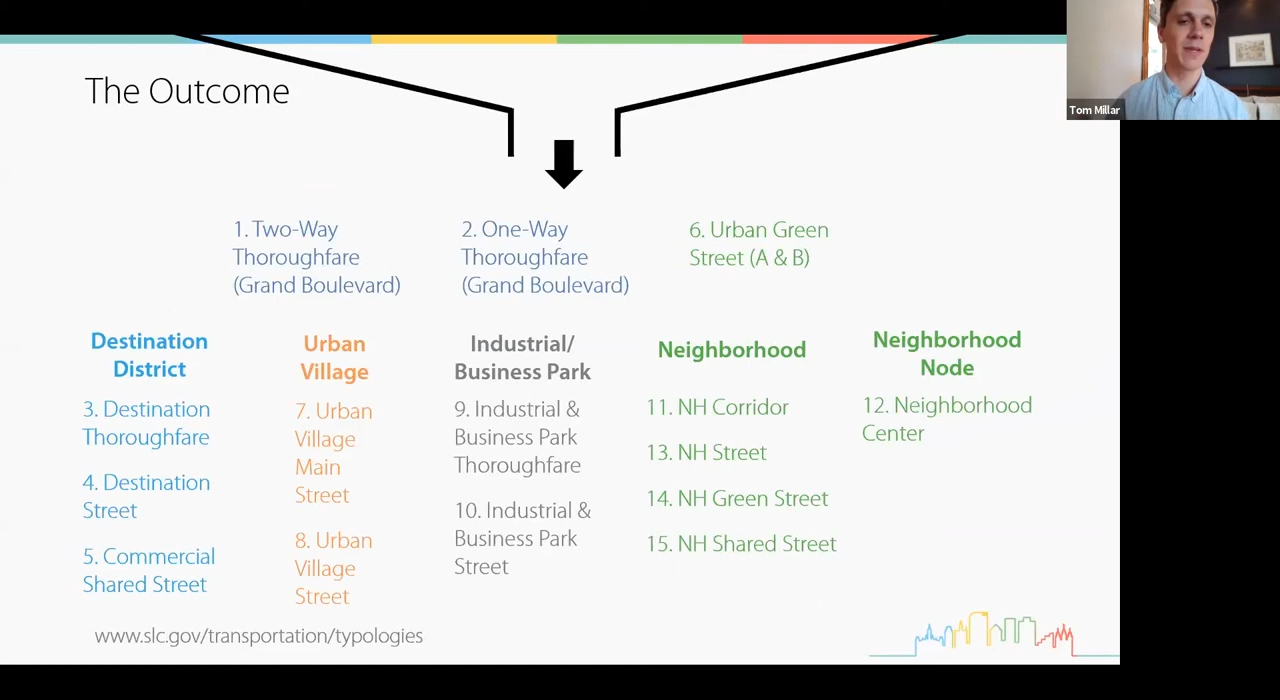 The Outcome
Tom Millar
1. Two-Way
Thoroughfare
(Grand Boulevard)
2. One-Way
Thoroughfare
(Grand Boulevard)
6. Urban Green
Street (A & B)
Destination
District
3. Destination
Thoroughfare
4. Destination
Street
5. Commercial
Shared Street
Urban
Village
7. Urban
Village
Main
Street
8. Urban
Village
Street
Industrial/
Business Park
9. Industrial &
Business Park
Thoroughfare
10. Industrial &
Business Park
Street
Neighborhood
11. NH Corridor
13. NH Street
14. NH Green Street
15. NH Shared Street
Neighborhood
Node
12. Neighborhood
Center
www.slc.gov/transportation/typologies